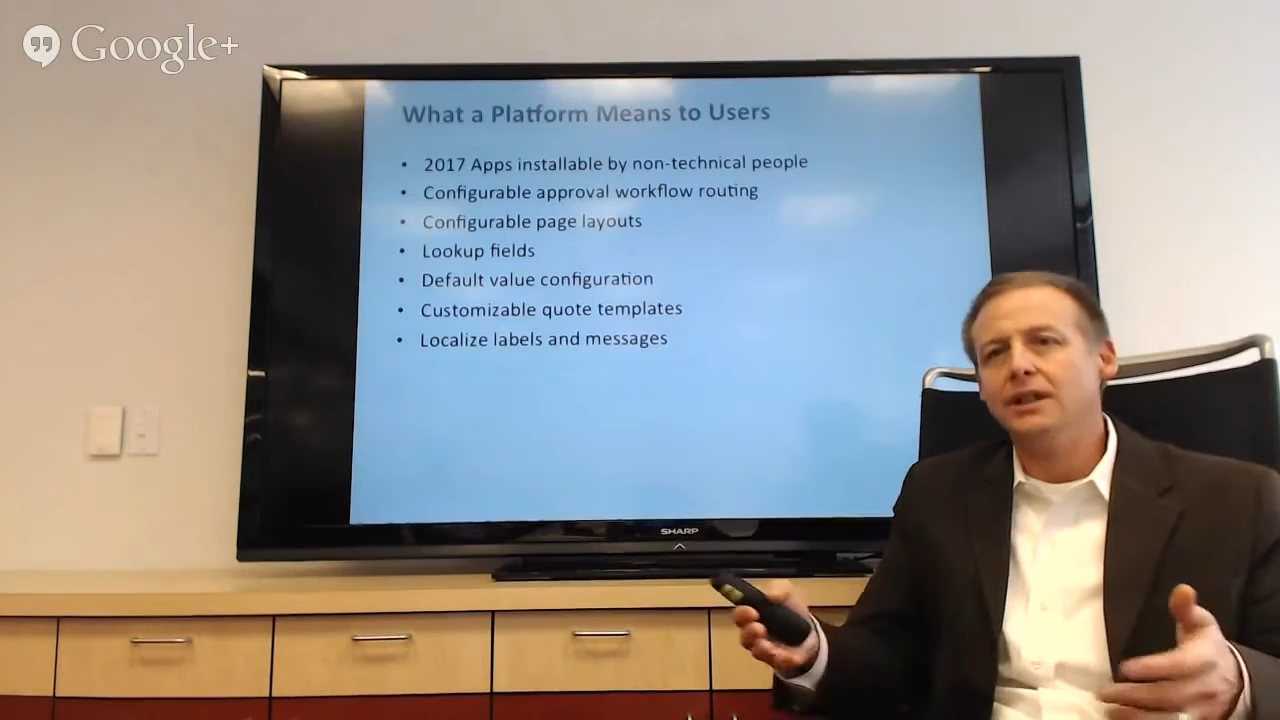 Google+
What a Platform Means to Users
• 2017 Apps installable by non-technical people
• Configurable approval workflow routing
• Configurable page layouts
• Lookup fields
• Default value configuration
• Customizable quote templates
• Localize labels and messages
SHARP